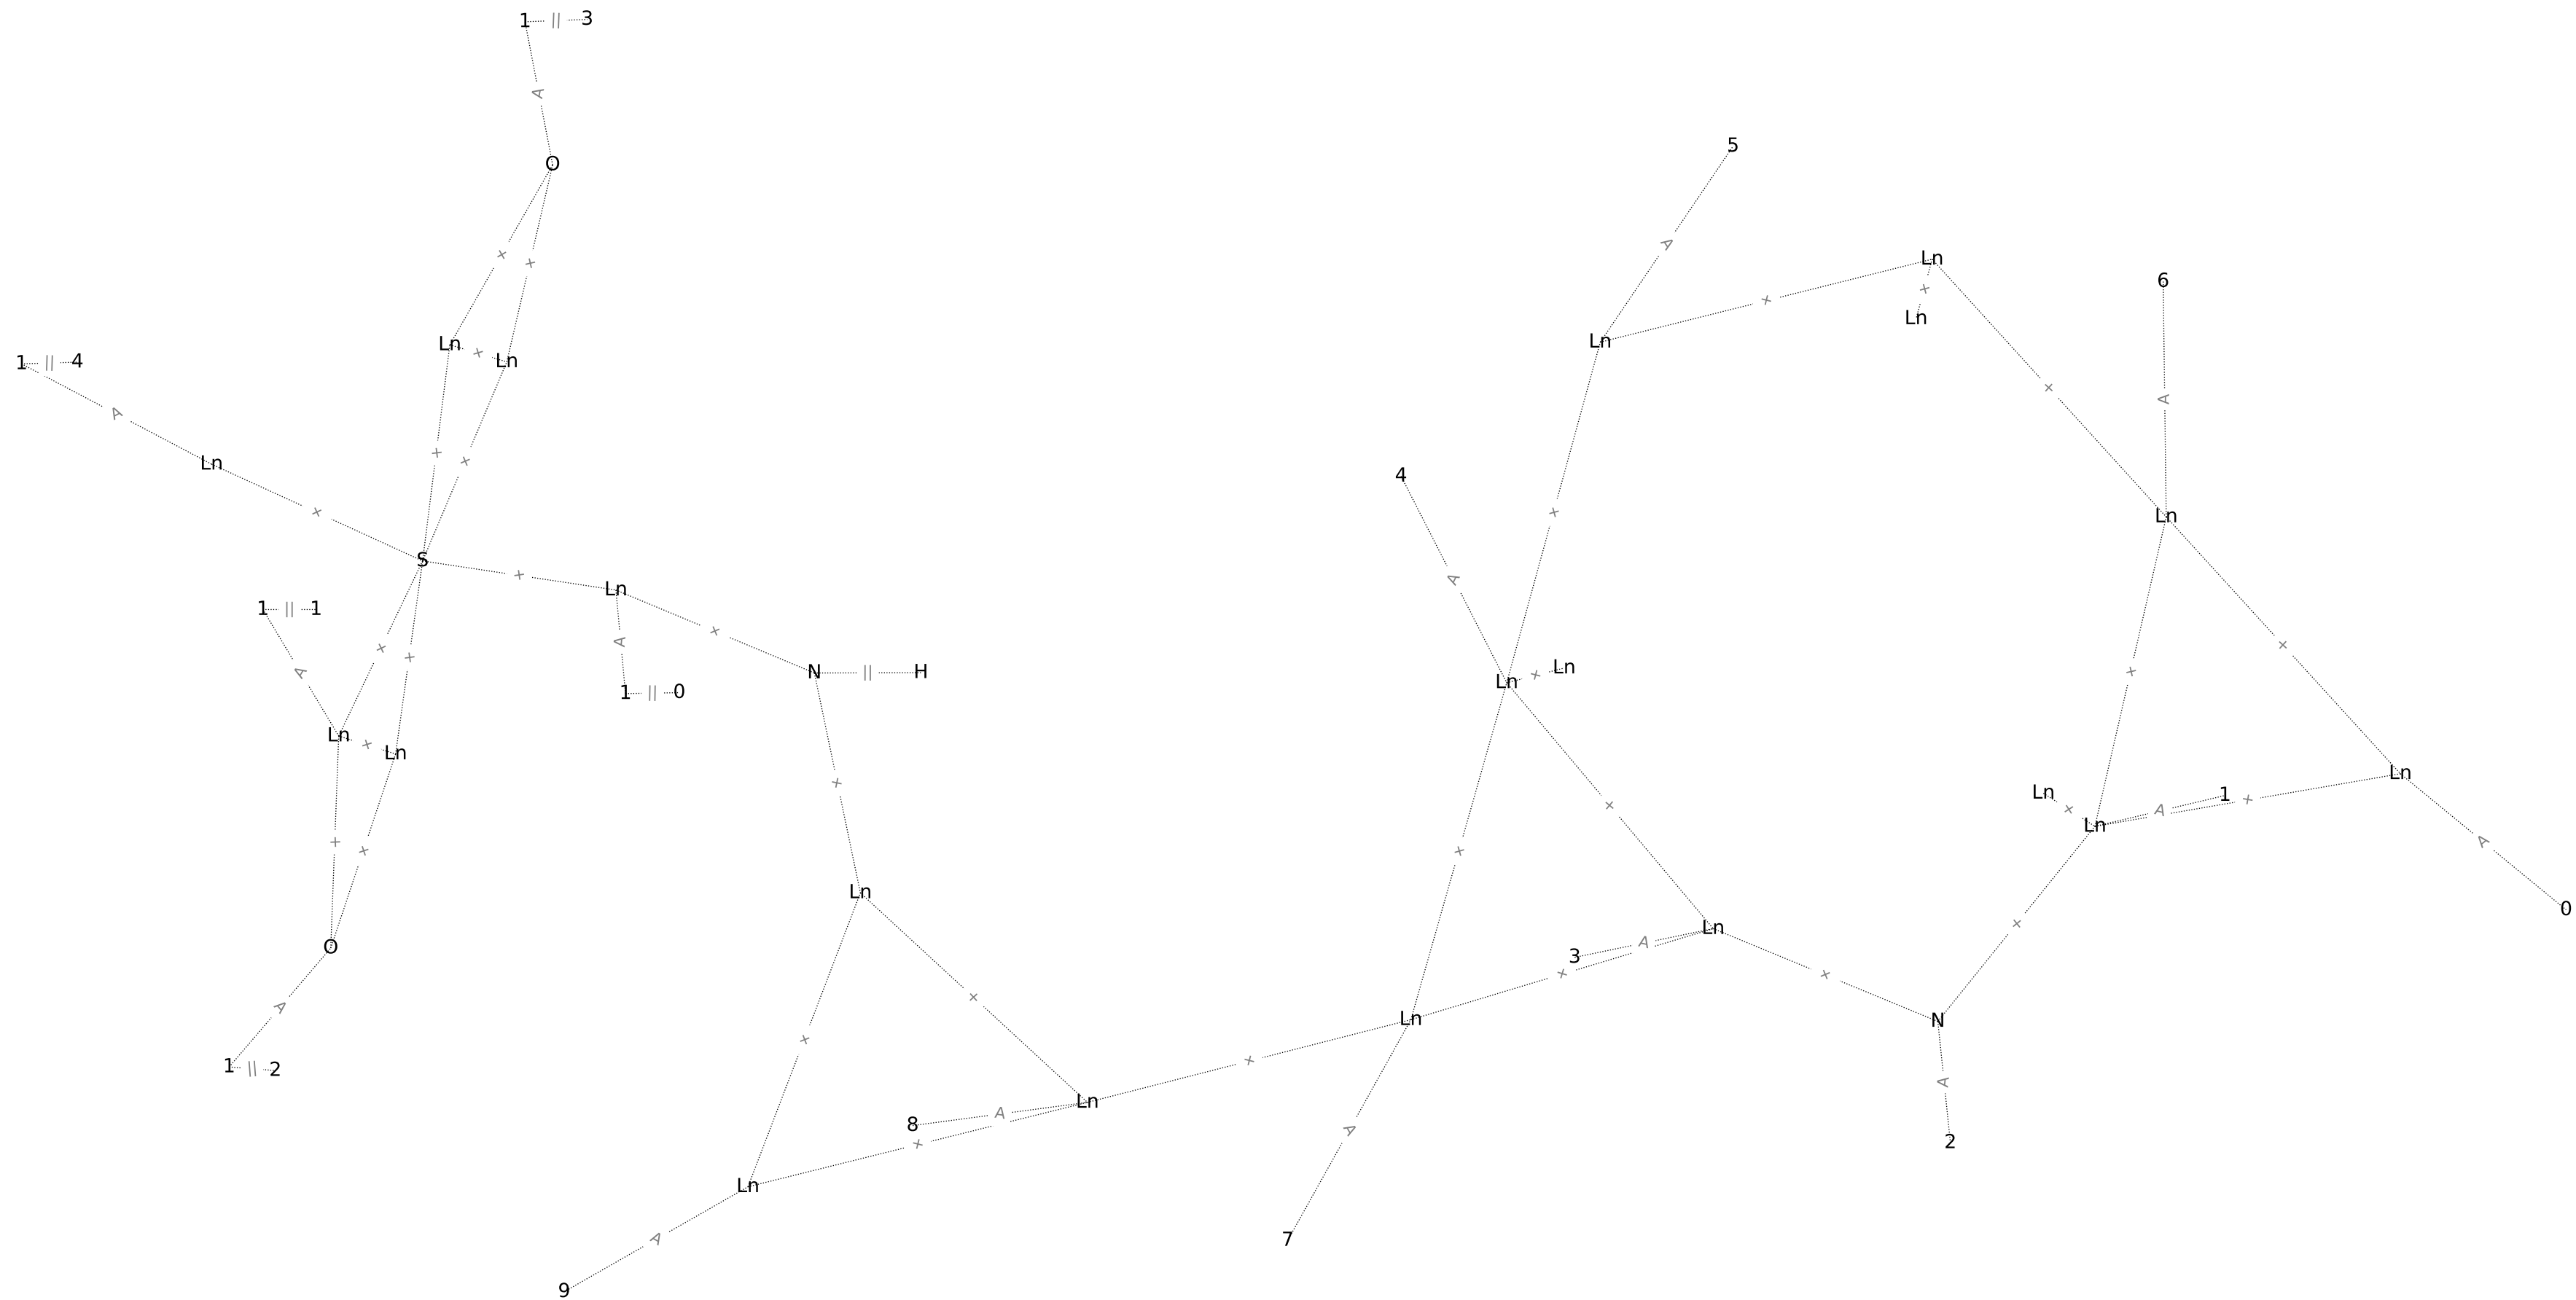 1 || 3
A
O
5
A
+ +
Ln
6
+
+
Ln
Ln
Ln + Ln
1 || 4
+
A
A
A
Ln
+
+
4
+
+
Ln
S
+
Ln
A
1 || 1
+
A
Ln + Ln
+
A
N || H
+
+
+
1 || 0
Ln + Ln
+
Ln
Ln
1
+
A
+
Ln
+
+
+
A
Ln
+
Ln
0
O
3
A
+
+
+
A
+
Ln
N
+
+
1 || 2
A
Ln
8
A
+
A
2
Ln
A
7
9